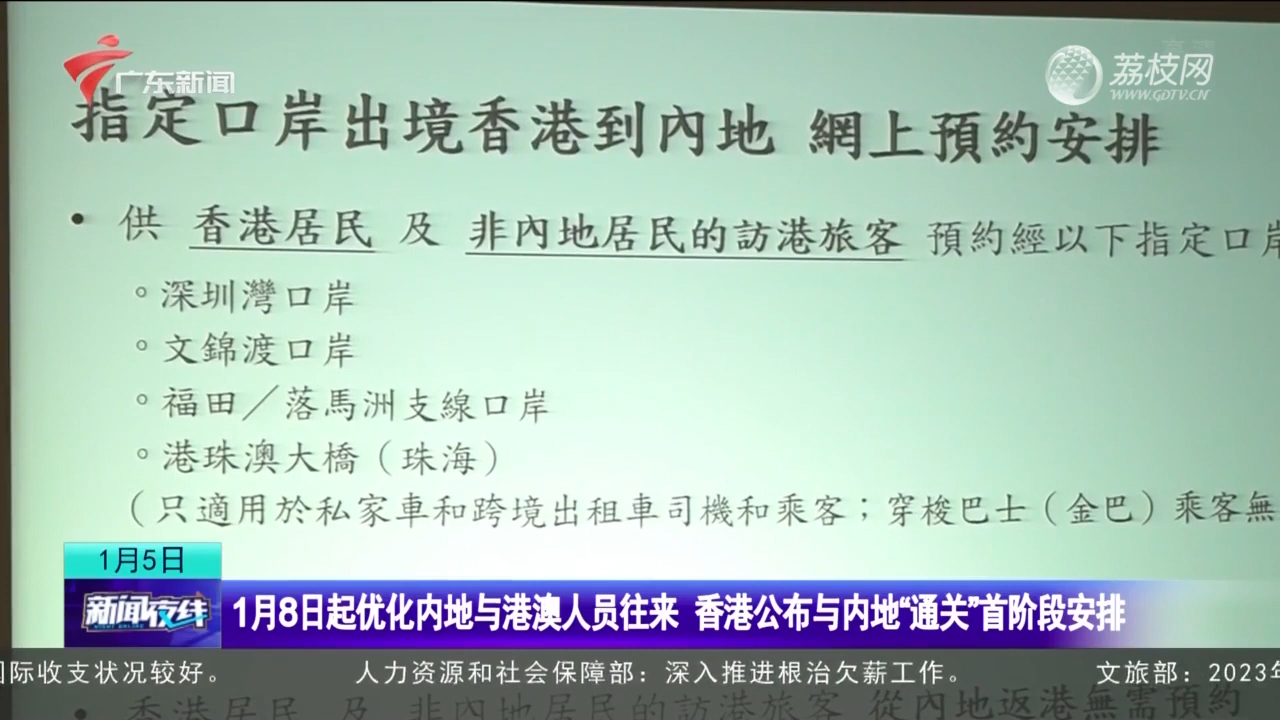 广东新闻
荔枝网
WWW.GDTV.CN
指定口岸出境香港到內地 網上預約安排
• 供 香港居民 及 非內地居民的訪港旅客 預約經以下指定口岸
◦ 深圳灣口岸
◦ 文錦渡口岸
◦ 福田／落馬洲支線口岸
◦ 港珠澳大橋（珠海）
（只適用於私家車和跨境出租車司機和乘客；穿梭巴士（金巴）乘客無
1月5日
新闻夜线
1月8日起优化内地与港澳人员往来 香港公布与内地“通关”首阶段安排
国际收支状况较好。 人力资源和社会保障部：深入推进根治欠薪工作。 文旅部：2023年
• 香港居民 及 非內地居民的訪港旅客 從內地返港無需預約